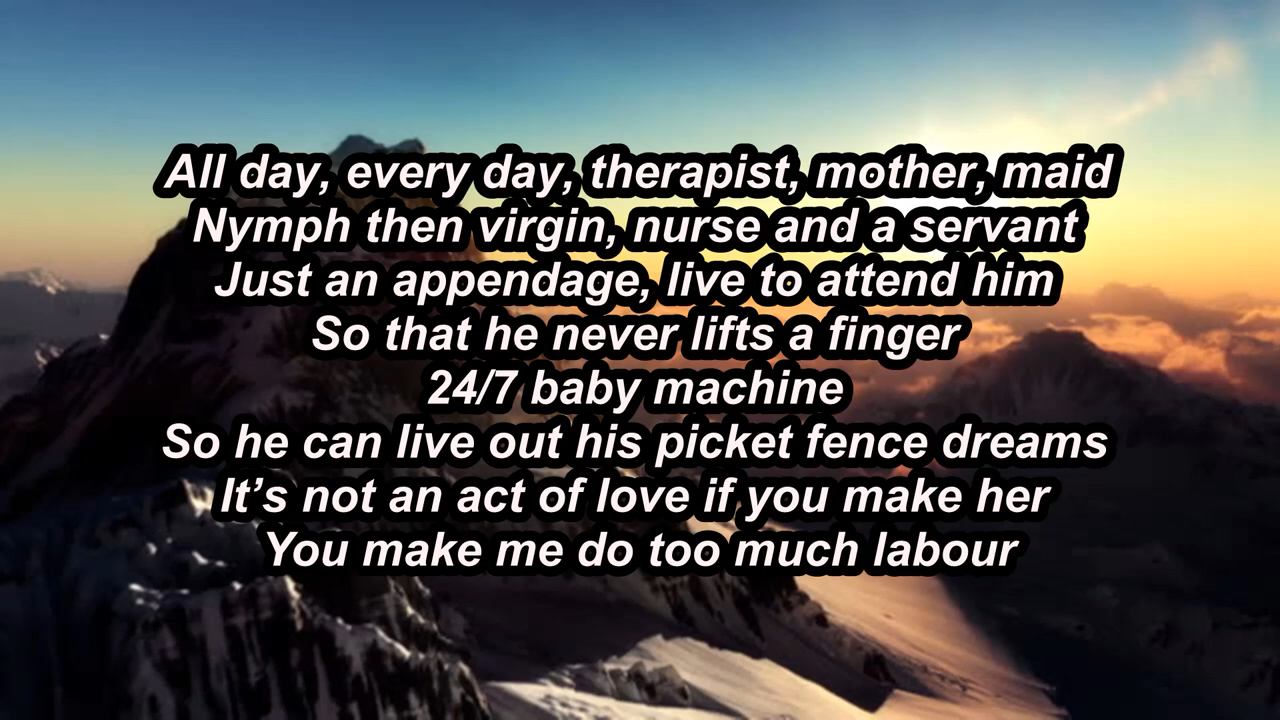 All day, every day, therapist, mother, maid
Nymph then virgin, nurse and a servant
Just an appendage, live to attend him
So that he never lifts a finger
24/7 baby machine
So he can live out his picket fence dreams
It’s not an act of love if you make her
You make me do too much labour